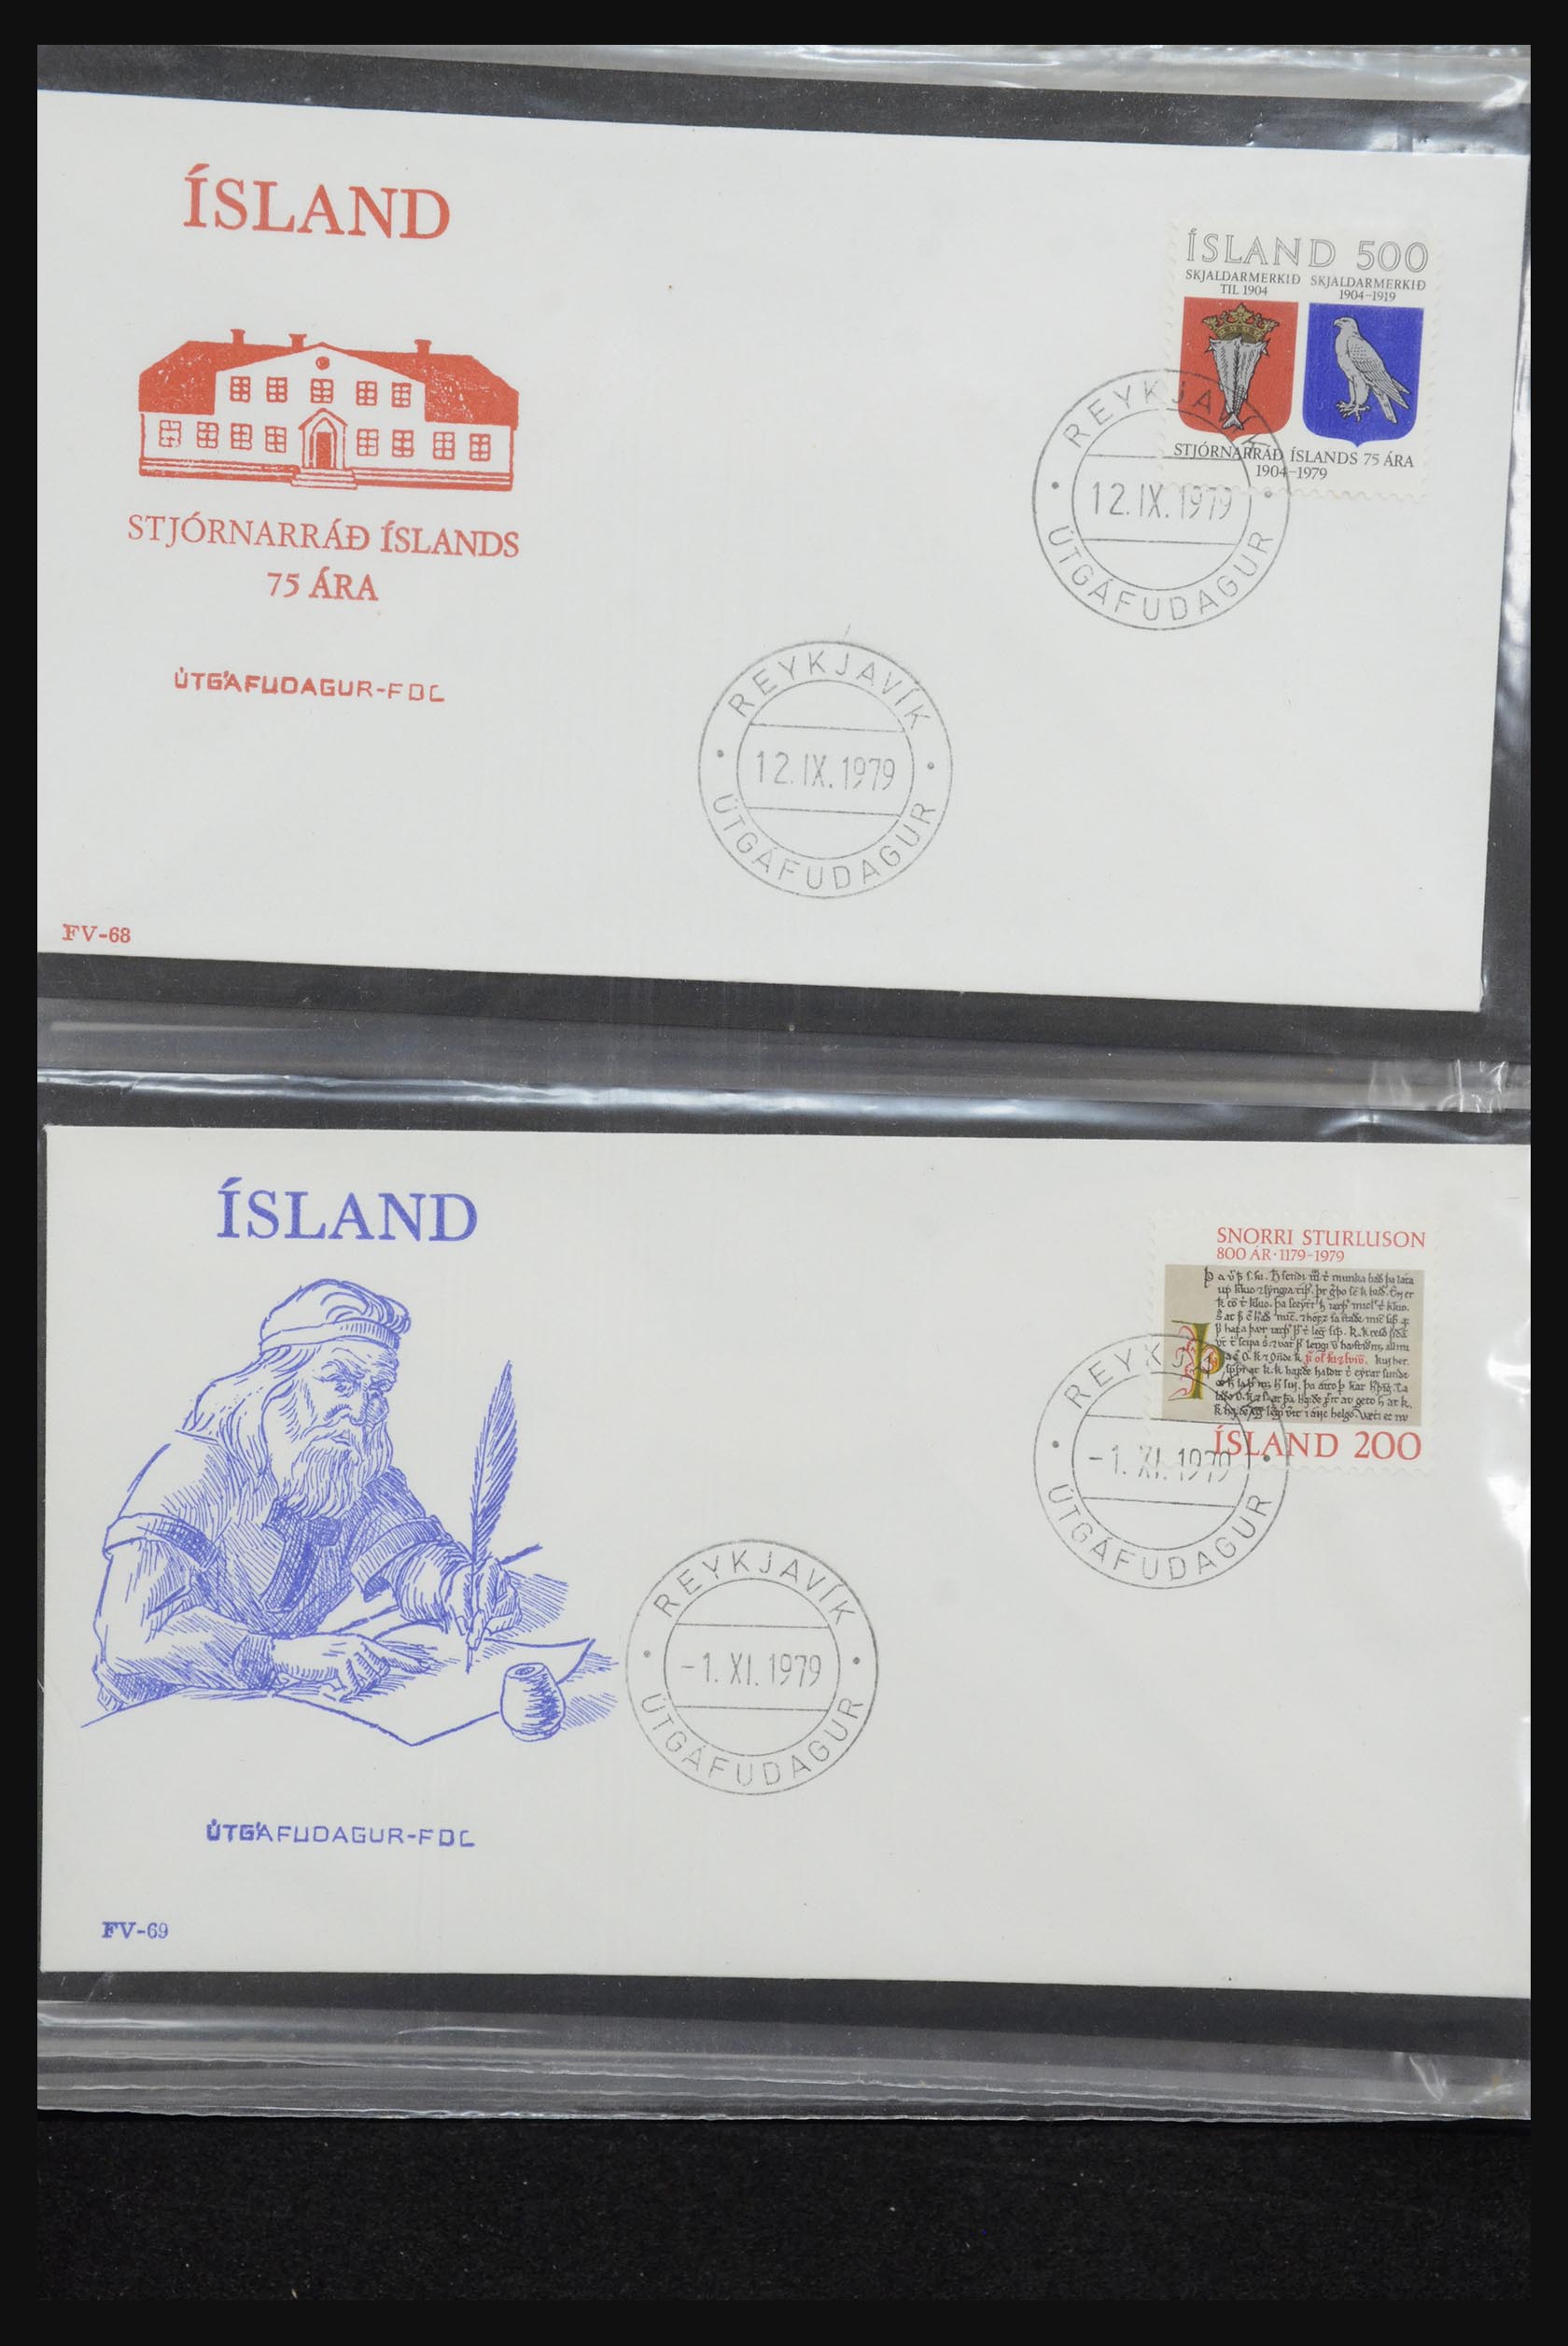 ÍSLAND
STJÓRNARRÁÐ ÍSLANDS
75 ÁRA
ÚTGÁFUDAGUR-FDC
FV-68
ÍSLAND 500
SKJALDARMERKIÐ SKJALDARMERKIÐ
TIL 1904 1904-1919
STJÓRNARRÁÐ ÍSLANDS 75 ÁRA
1904-1979
REYKJAVÍK
12.IX.1979
ÚTGÁFUDAGUR
REYKJAVÍK
12.IX.1979
ÚTGÁFUDAGUR
ÍSLAND
ÚTGÁFUDAGUR-FDC
FV-69
SNORRI STURLUSON
800 ÁR·1179-1979
ÍSLAND 200
REYK
-1. XI. 1979
ÚTGÁFUDAGUR
REYKJAVÍK
-1. XI. 1979
ÚTGÁFUDAGUR